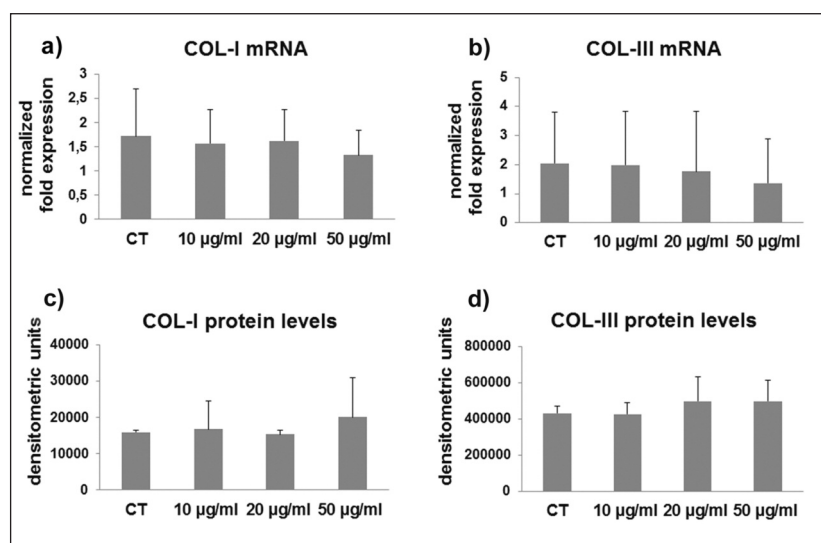 a)
COL-I mRNA
normalized
fold expression
3
2,5
2
1,5
1
0,5
0
CT 10 µg/ml 20 µg/ml 50 µg/ml
b)
COL-III mRNA
normalized
fold expression
5
4
3
2
1
0
CT 10 µg/ml 20 µg/ml 50 µg/ml
c)
COL-I protein levels
densitometric units
40000
30000
20000
10000
0
CT 10 µg/ml 20 µg/ml 50 µg/ml
d)
COL-III protein levels
densitometric units
800000
600000
400000
200000
0
CT 10 µg/ml 20 µg/ml 50 µg/ml